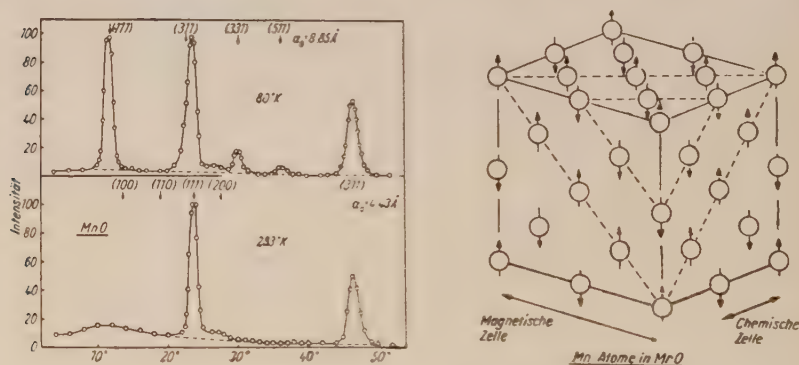 (111) (311) (331) (511)
a₀=8.85Å
100
80
60
40
20
80°K
(100) (110) (111) (200) (311)
a₀=4.43Å
Intensität
100
80
60
40
20
0
MnO
293°K
10° 20° 30° 40° 50°
Magnetische
Zelle
Chemische
Zelle
Mn Atome in MnO